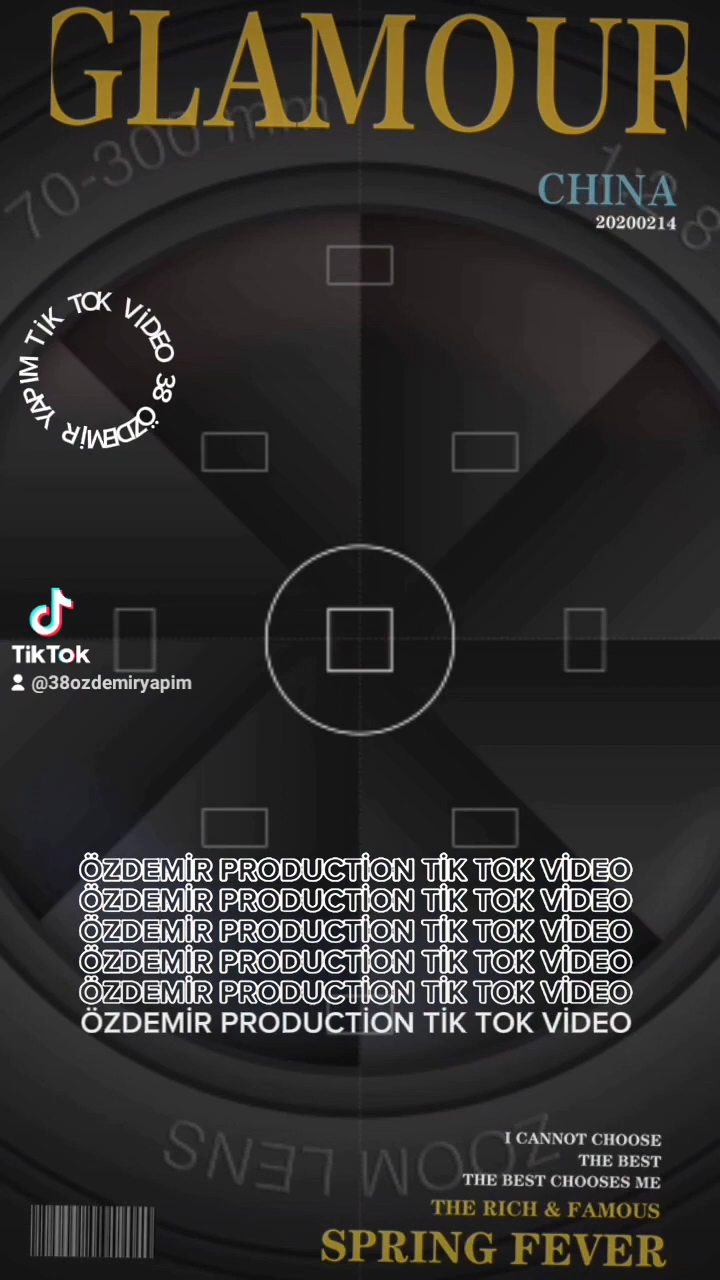 GLAMOUR
70-300 mm
CHINA
20200214
38 ÖZDEMİR YAPIM TİK TOK VİDEO
TikTok
@38ozdemiryapim
ÖZDEMİR PRODUCTİON TİK TOK VİDEO
ÖZDEMİR PRODUCTİON TİK TOK VİDEO
ÖZDEMİR PRODUCTİON TİK TOK VİDEO
ÖZDEMİR PRODUCTİON TİK TOK VİDEO
ÖZDEMİR PRODUCTİON TİK TOK VİDEO
ÖZDEMİR PRODUCTİON TİK TOK VİDEO
ZOOM LENS
I CANNOT CHOOSE
THE BEST
THE BEST CHOOSES ME
THE RICH & FAMOUS
SPRING FEVER